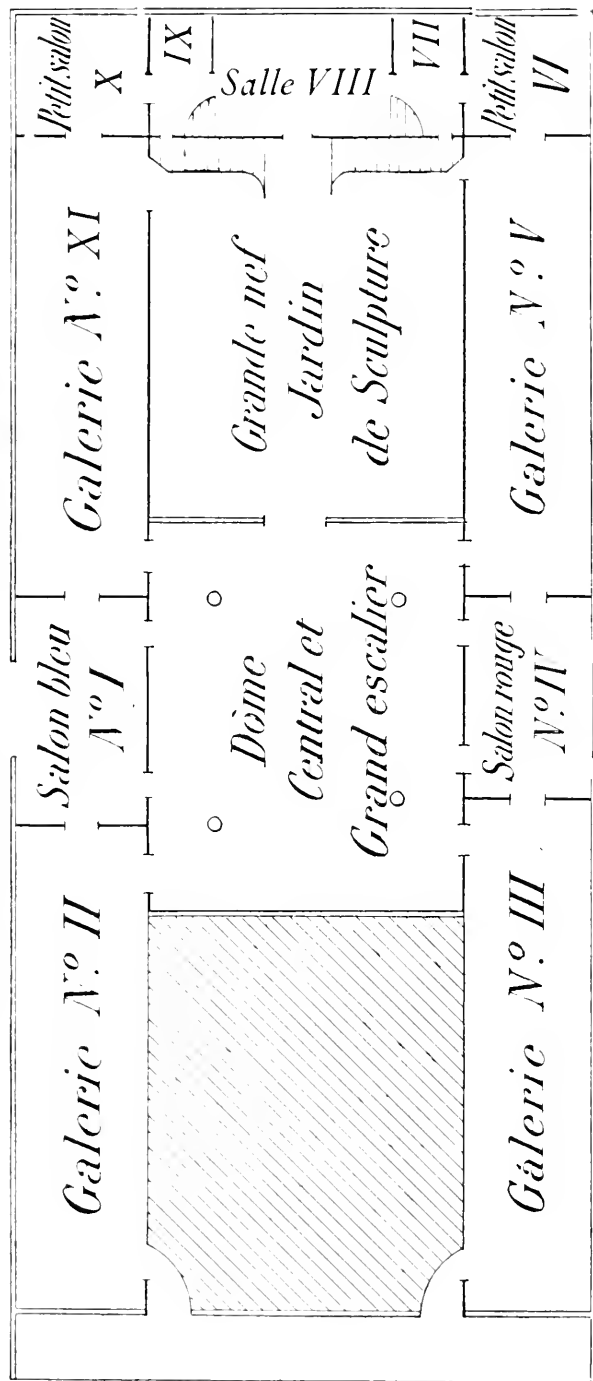 Petit salon
X
IX
Salle VIII
VII
Petit salon
VI
Galerie N.º XI
Grande nef
Jardin
de Sculpture
Galerie N.º V
Salon bleu
N.º I
Dôme
Central et
Grand escalier
Salon rouge
N.º IV
Galerie N.º II
Galerie N.º III